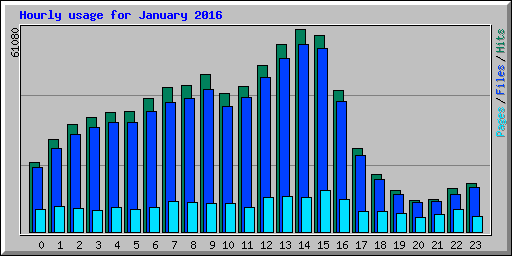 Hourly usage for January 2016
61080
Pages/Files/Hits
0 1 2 3 4 5 6 7 8 9 10 11 12 13 14 15 16 17 18 19 20 21 22 23